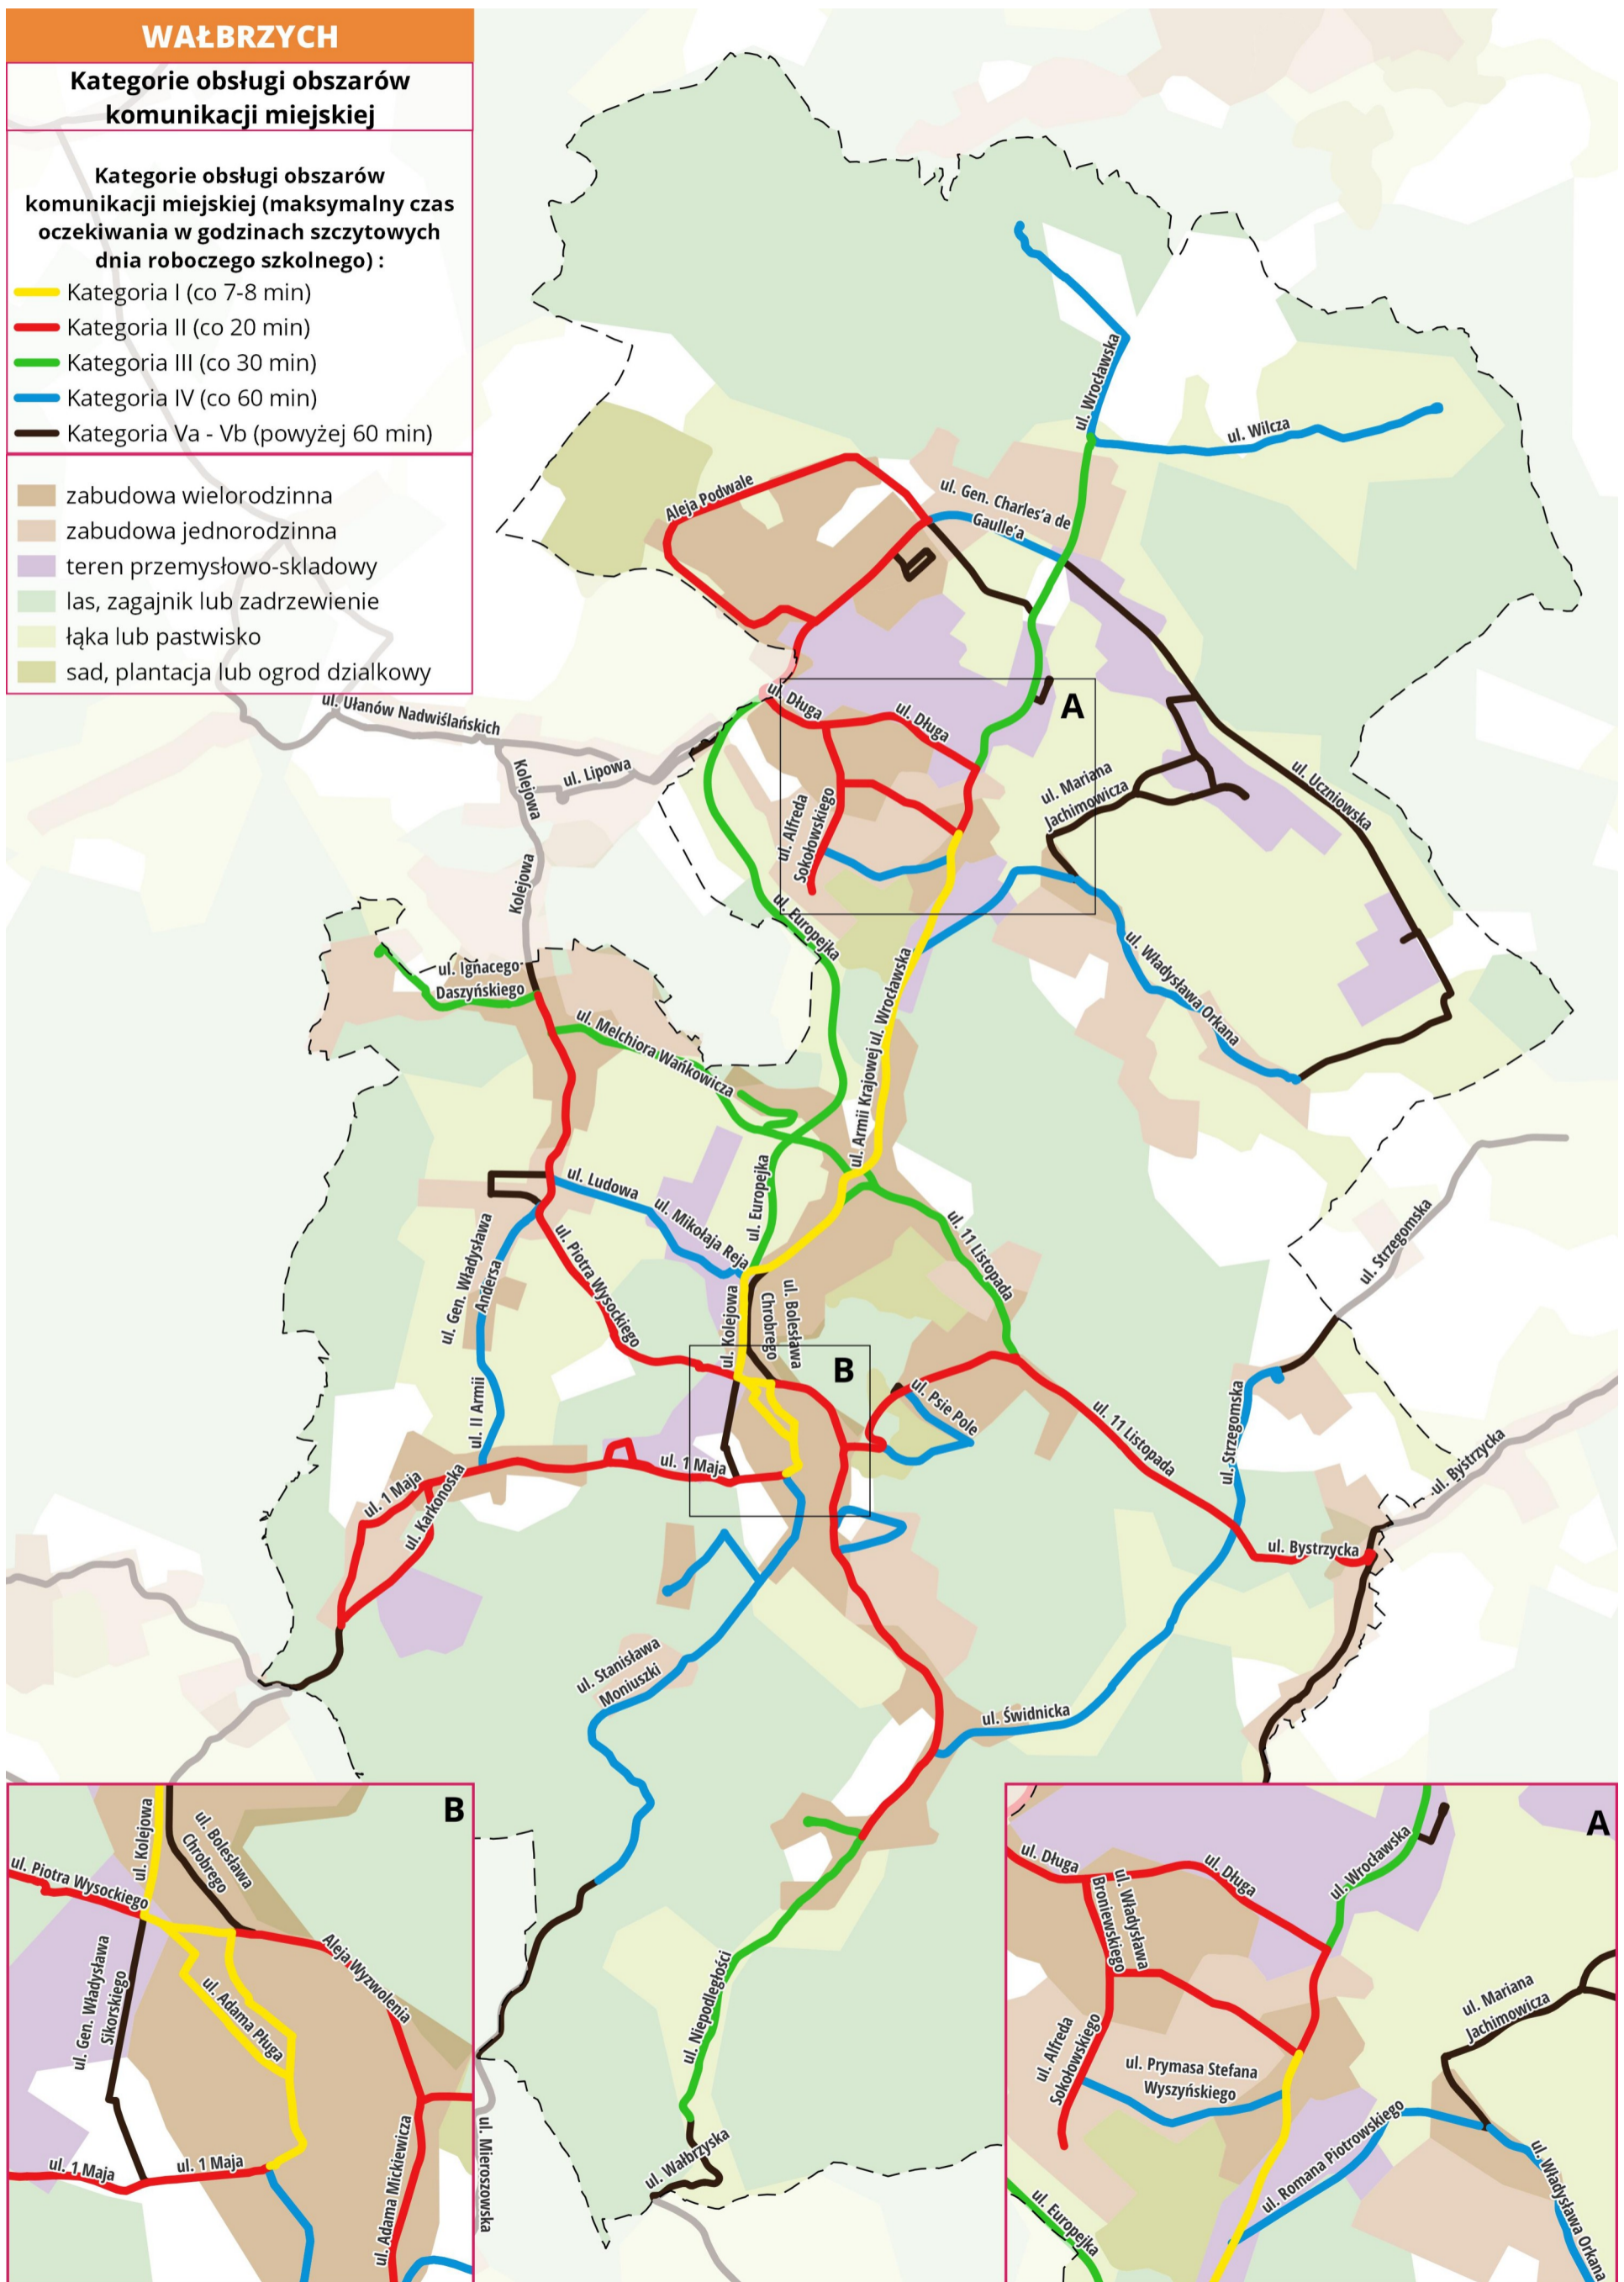 WAŁBRZYCH
Kategorie obsługi obszarów
komunikacji miejskiej
Kategorie obsługi obszarów
komunikacji miejskiej (maksymalny czas
oczekiwania w godzinach szczytowych
dnia roboczego szkolnego) :
Kategoria I (co 7-8 min)
Kategoria II (co 20 min)
Kategoria III (co 30 min)
Kategoria IV (co 60 min)
Kategoria Va - Vb (powyżej 60 min)
zabudowa wielorodzinna
zabudowa jednorodzinna
teren przemysłowo-skladowy
las, zagajnik lub zadrzewienie
łąka lub pastwisko
sad, plantacja lub ogrod dzialkowy
ul. Wrocławska
ul. Wilcza
Aleja Podwale
ul. Gen. Charles'a de
Gaulle'a
ul. Ułanów Nadwiślańskich
ul. Długa
ul. Długa
A
Kolejowa
ul. Lipowa
ul. Mariana
Jachimowicza
ul. Uczniowska
ul. Alfreda
Sokołowskiego
Kolejowa
ul. Europejka
ul. Władysława Orkana
ul. Ignacego
Daszyńskiego
ul. Wrocławska
ul. Melchiora Wańkowicza
ul. Armii Krajowej
ul. Europejka
ul. Ludowa
ul. Mikołaja Reja
ul. Gen. Władysława
Andersa
ul. Piotra Wysockiego
ul. 11 Listopada
ul. Strzegomska
ul. Kolejowa
ul. Bolesława
Chrobrego
B
ul. Psie Pole
ul. II Armii
ul. 11 Listopada
ul. Strzegomska
ul. Bystrzycka
ul. 1 Maja
ul. 1 Maja
ul. Karkonoska
ul. Bystrzycka
ul. Stanisława
Moniuszki
ul. Świdnicka
ul. Niepodległości
ul. Wałbrzyska
ul. Mieroszowska
B
ul. Kolejowa
ul. Bolesława
Chrobrego
ul. Piotra Wysockiego
Aleja Wyzwolenia
ul. Gen. Władysława
Sikorskiego
ul. Adama Pługa
ul. 1 Maja
ul. 1 Maja
ul. Adama Mickiewicza
A
ul. Długa
ul. Długa
ul. Wrocławska
ul. Władysława
Broniewskiego
ul. Mariana
Jachimowicza
ul. Alfreda
Sokołowskiego
ul. Prymasa Stefana
Wyszyńskiego
ul. Romana Piotrowskiego
ul. Władysława Orkana
ul. Europejka